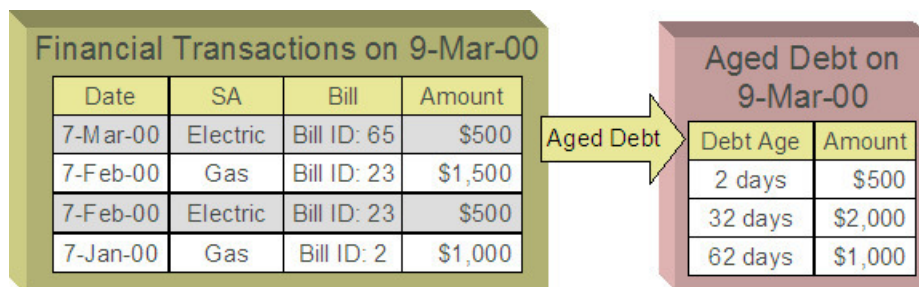 Financial Transactions on 9-Mar-00
Date SA Bill Amount
7-Mar-00 Electric Bill ID: 65 $500
7-Feb-00 Gas Bill ID: 23 $1,500
7-Feb-00 Electric Bill ID: 23 $500
7-Jan-00 Gas Bill ID: 2 $1,000
Aged Debt
Aged Debt on
9-Mar-00
Debt Age Amount
2 days $500
32 days $2,000
62 days $1,000